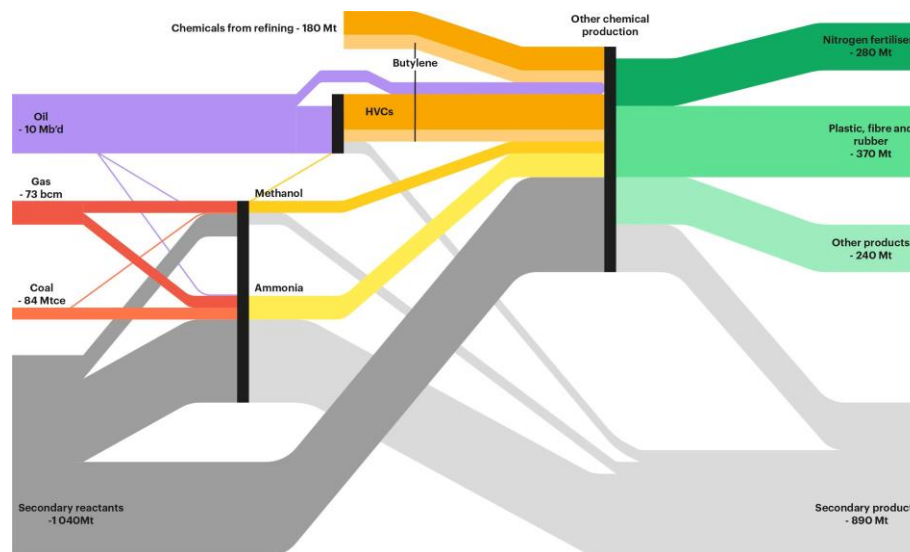 Chemicals from refining - 180 Mt
Other chemical
production
Nitrogen fertiliser
- 280 Mt
Butylene
Oil
- 10 Mb'd
HVCs
Plastic, fibre and
rubber
- 370 Mt
Gas
- 73 bcm
Methanol
Other products
- 240 Mt
Coal
- 84 Mtce
Ammonia
Secondary reactants
-1 040Mt
Secondary product
- 890 Mt